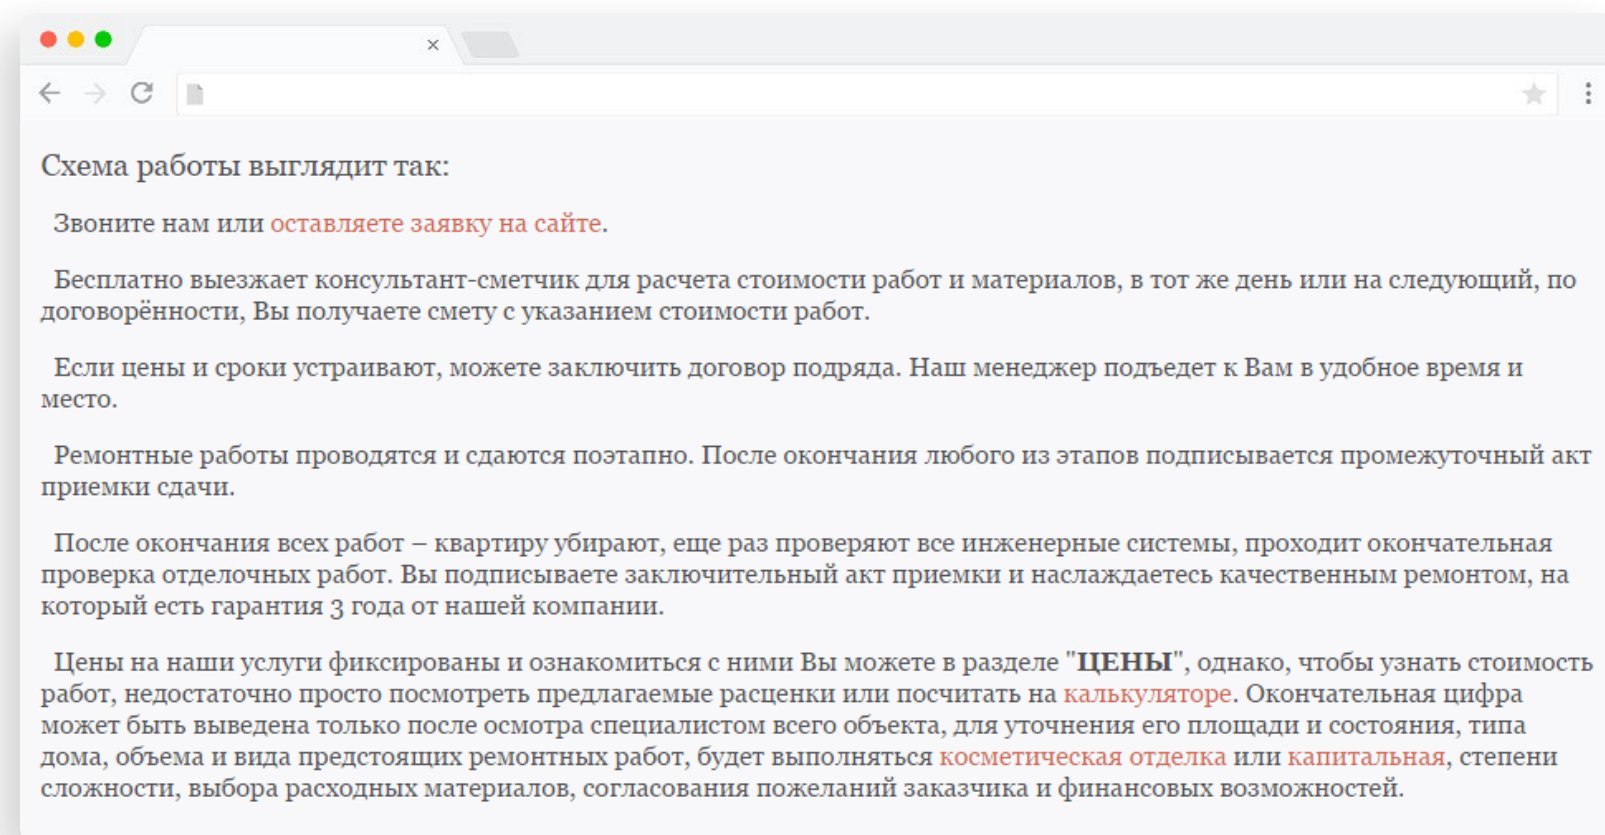 Схема работы выглядит так:
Звоните нам или оставляете заявку на сайте.
Бесплатно выезжает консультант-сметчик для расчета стоимости работ и материалов, в тот же день или на следующий, по
договорённости, Вы получаете смету с указанием стоимости работ.
Если цены и сроки устраивают, можете заключить договор подряда. Наш менеджер подъедет к Вам в удобное время и
место.
Ремонтные работы проводятся и сдаются поэтапно. После окончания любого из этапов подписывается промежуточный акт
приемки сдачи.
После окончания всех работ – квартиру убирают, еще раз проверяют все инженерные системы, проходит окончательная
проверка отделочных работ. Вы подписываете заключительный акт приемки и наслаждаетесь качественным ремонтом, на
который есть гарантия 3 года от нашей компании.
Цены на наши услуги фиксированы и ознакомиться с ними Вы можете в разделе "ЦЕНЫ", однако, чтобы узнать стоимость
работ, недостаточно просто посмотреть предлагаемые расценки или посчитать на калькуляторе. Окончательная цифра
может быть выведена только после осмотра специалистом всего объекта, для уточнения его площади и состояния, типа
дома, объема и вида предстоящих ремонтных работ, будет выполняться косметическая отделка или капитальная, степени
сложности, выбора расходных материалов, согласования пожеланий заказчика и финансовых возможностей.